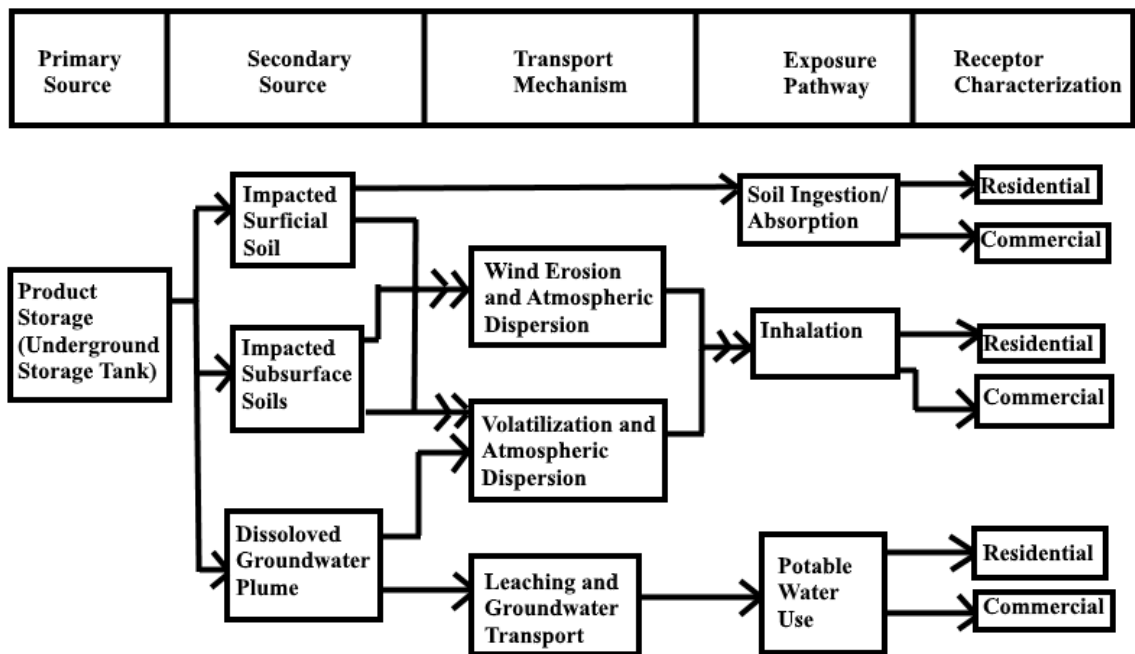 Primary
Source
Secondary
Source
Transport
Mechanism
Exposure
Pathway
Receptor
Characterization
Product
Storage
(Underground
Storage Tank)
Impacted
Surficial
Soil
Impacted
Subsurface
Soils
Dissoloved
Groundwater
Plume
Wind Erosion
and Atmospheric
Dispersion
Volatilization and
Atmospheric
Dispersion
Leaching and
Groundwater
Transport
Soil Ingestion/
Absorption
Inhalation
Potable
Water
Use
Residential
Commercial
Residential
Commercial
Residential
Commercial